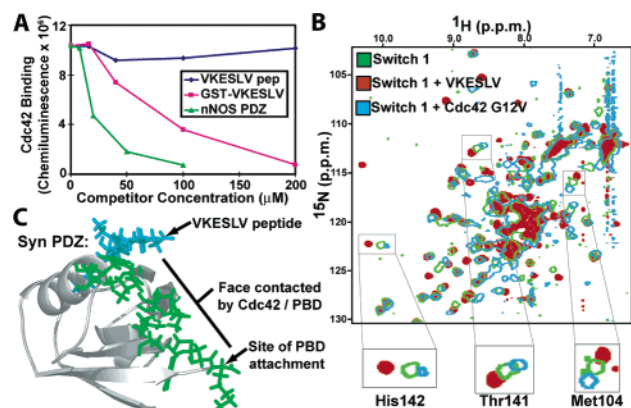 A
Cdc42 Binding
(Chemiluminescence x 10⁶)
12
10
8
6
4
2
0
0
50
100
150
200
Competitor Concentration (μM)
VKESLV pep
GST-VKESLV
nNOS PDZ
B
¹H (p.p.m.)
10.0
9.0
8.0
7.0
Switch 1
Switch 1 + VKESLV
Switch 1 + Cdc42 G12V
¹⁵N (p.p.m.)
105
110
115
120
125
130
His142
Thr141
Met104
C
Syn PDZ:
VKESLV peptide
Face contacted
by Cdc42 / PBD
Site of PBD
attachment